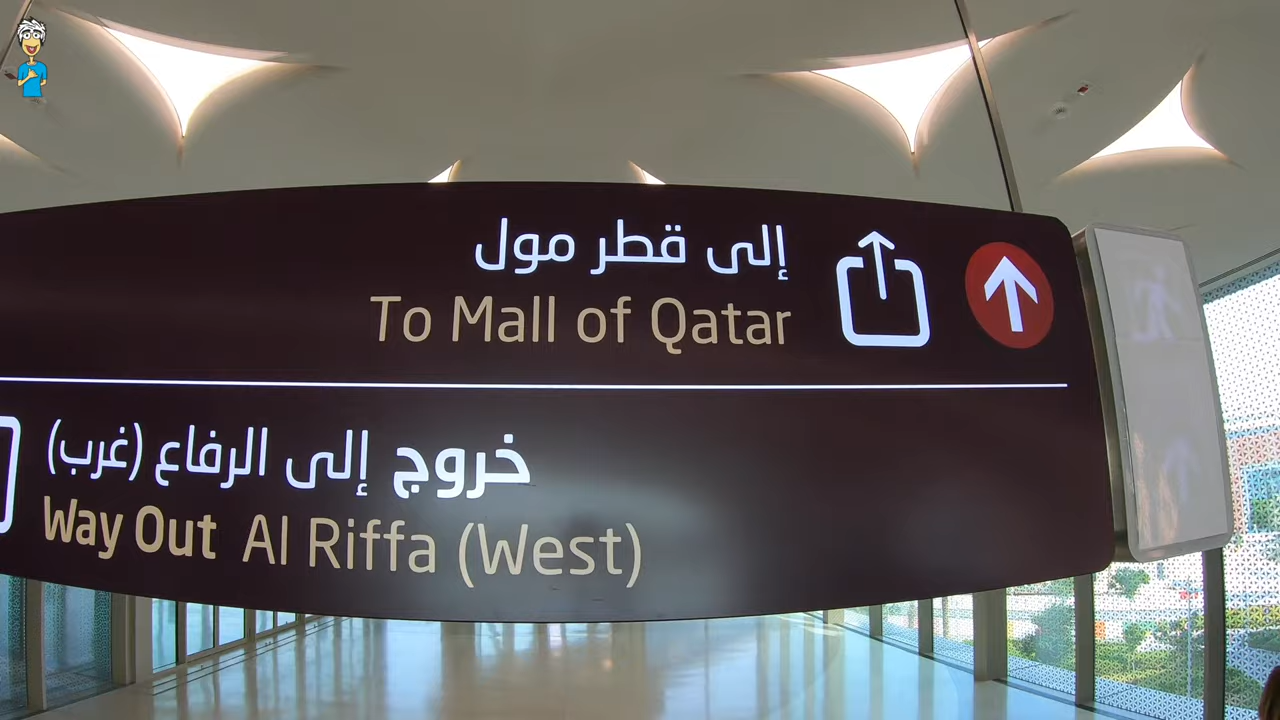 إلى قطر مول
To Mall of Qatar
خروج إلى الرفاع (غرب)
Way Out Al Riffa (West)